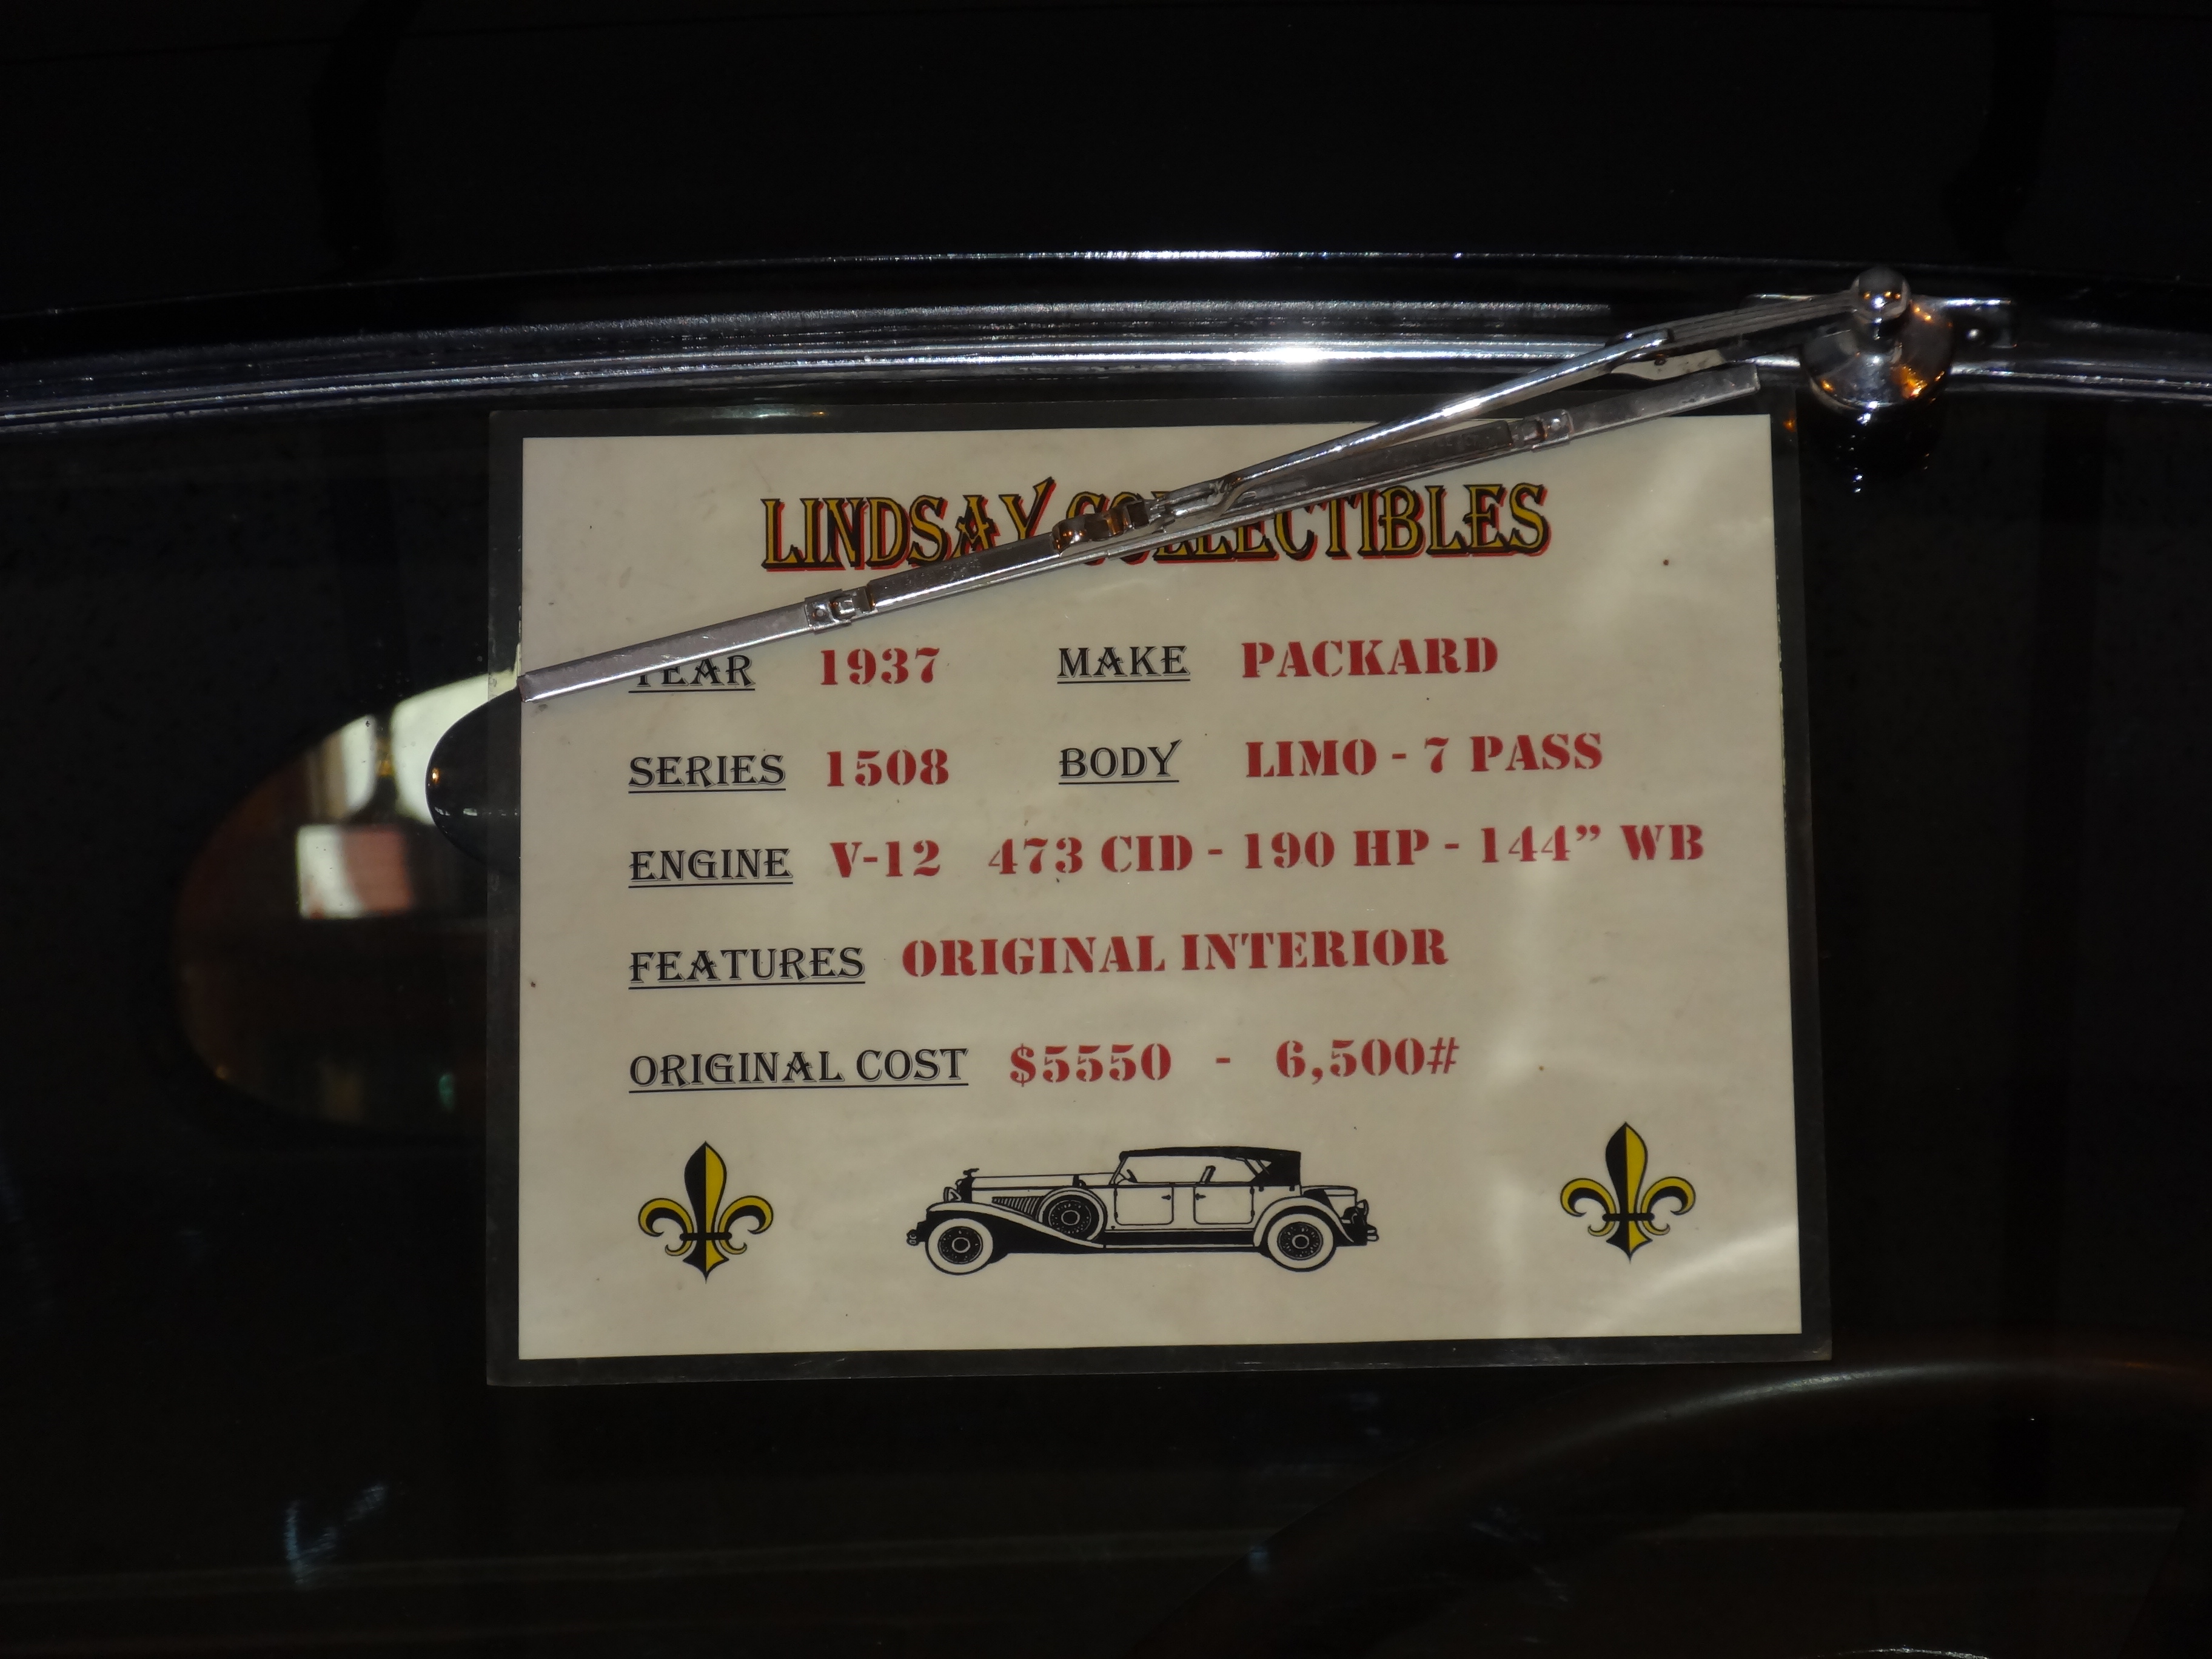 LINDSAY COLLECTIBLES
YEAR 1937 MAKE PACKARD
SERIES 1508 BODY LIMO - 7 PASS
ENGINE V-12 473 CID - 190 HP - 144” WB
FEATURES ORIGINAL INTERIOR
ORIGINAL COST $5550 - 6,500#